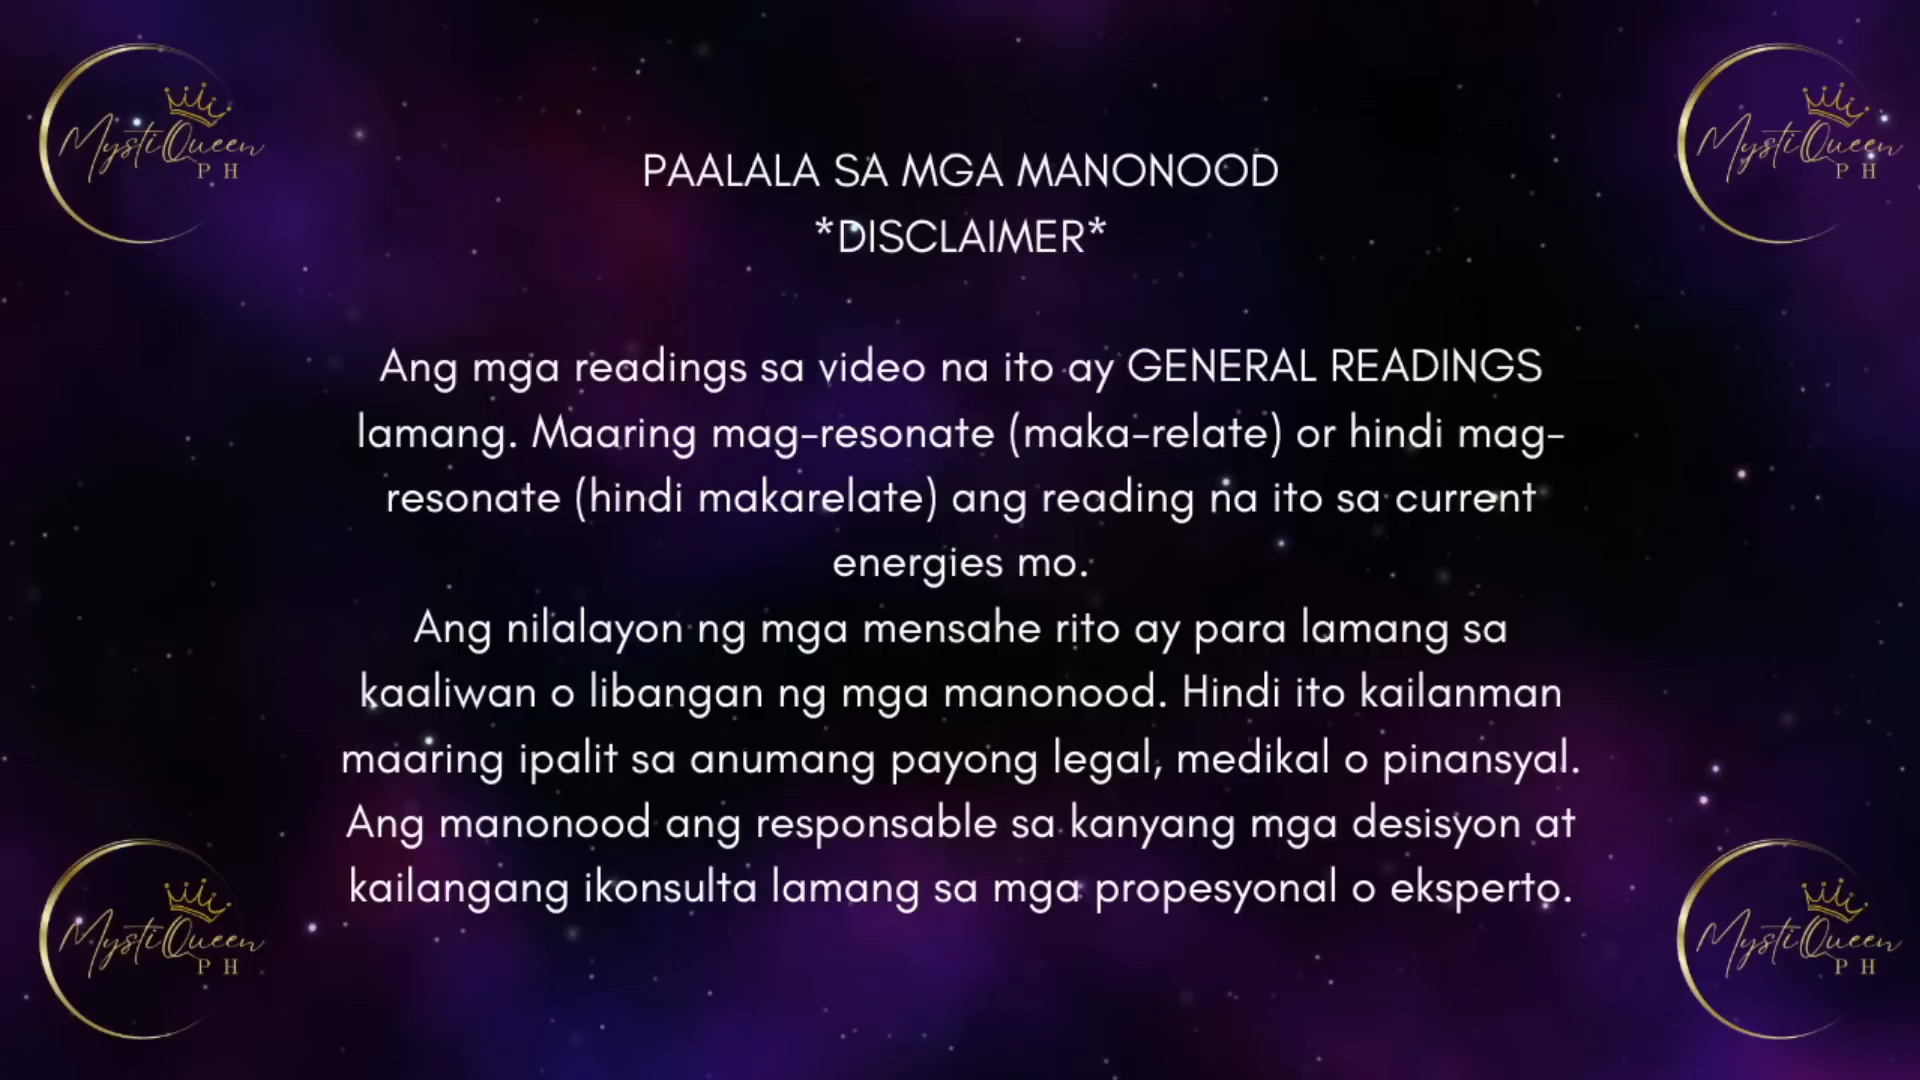 MystiQueen
PH
MystiQueen
PH
PAALALA SA MGA MANONOOD
*DISCLAIMER*
Ang mga readings sa video na ito ay GENERAL READINGS
lamang. Maaring mag-resonate (maka-relate) or hindi mag-
resonate (hindi makarelate) ang reading na ito sa current
energies mo.
Ang nilalayon ng mga mensahe rito ay para lamang sa
kaaliwan o libangan ng mga manonood. Hindi ito kailanman
maaring ipalit sa anumang payong legal, medikal o pinansyal.
Ang manonood ang responsable sa kanyang mga desisyon at
kailangang ikonsulta lamang sa mga propesyonal o eksperto.
MystiQueen
PH
MystiQueen
PH